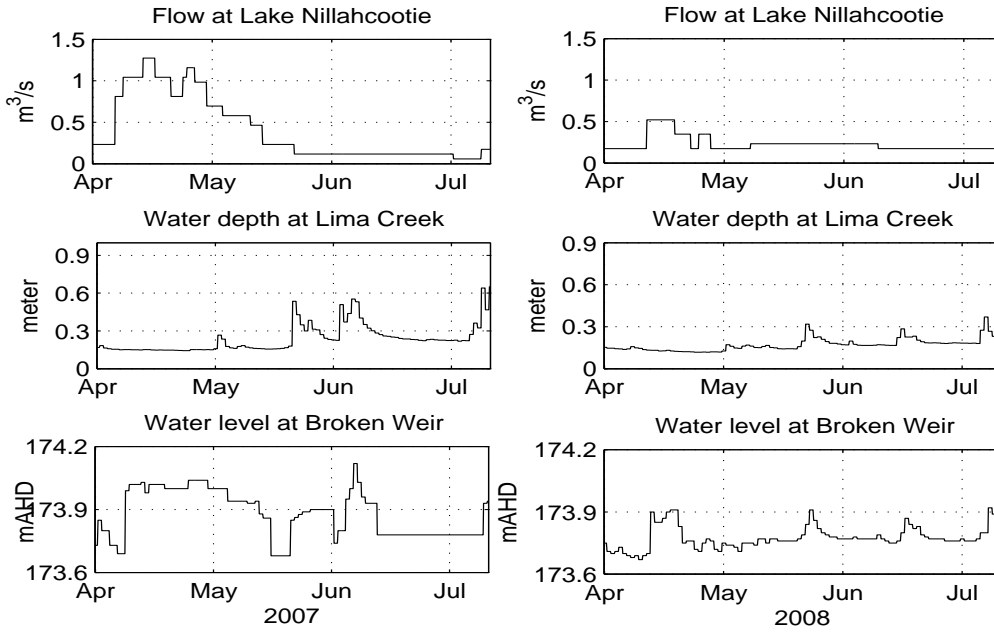 Flow at Lake Nillahcootie
m³/s
1.5
1
0.5
0
Apr May Jun Jul
Water depth at Lima Creek
meter
0.9
0.6
0.3
0
Apr May Jun Jul
Water level at Broken Weir
mAHD
174.2
173.9
173.6
Apr May Jun Jul
2007
Flow at Lake Nillahcootie
m³/s
1.5
1
0.5
0
Apr May Jun Jul
Water depth at Lima Creek
meter
0.9
0.6
0.3
0
Apr May Jun Jul
Water level at Broken Weir
mAHD
174.2
173.9
173.6
Apr May Jun Jul
2008